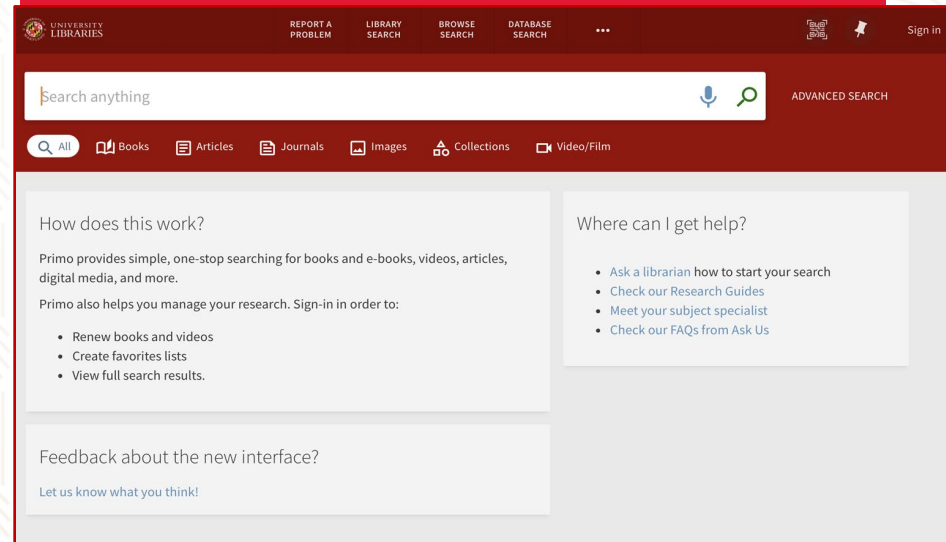 UNIVERSITY
LIBRARIES
REPORT A
PROBLEM
LIBRARY
SEARCH
BROWSE
SEARCH
DATABASE
SEARCH
•••
Sign in
Search anything
ADVANCED SEARCH
All
Books
Articles
Journals
Images
Collections
Video/Film
How does this work?
Primo provides simple, one-stop searching for books and e-books, videos, articles,
digital media, and more.
Primo also helps you manage your research. Sign-in in order to:
• Renew books and videos
• Create favorites lists
• View full search results.
Where can I get help?
• Ask a librarian how to start your search
• Check our Research Guides
• Meet your subject specialist
• Check our FAQs from Ask Us
Feedback about the new interface?
Let us know what you think!